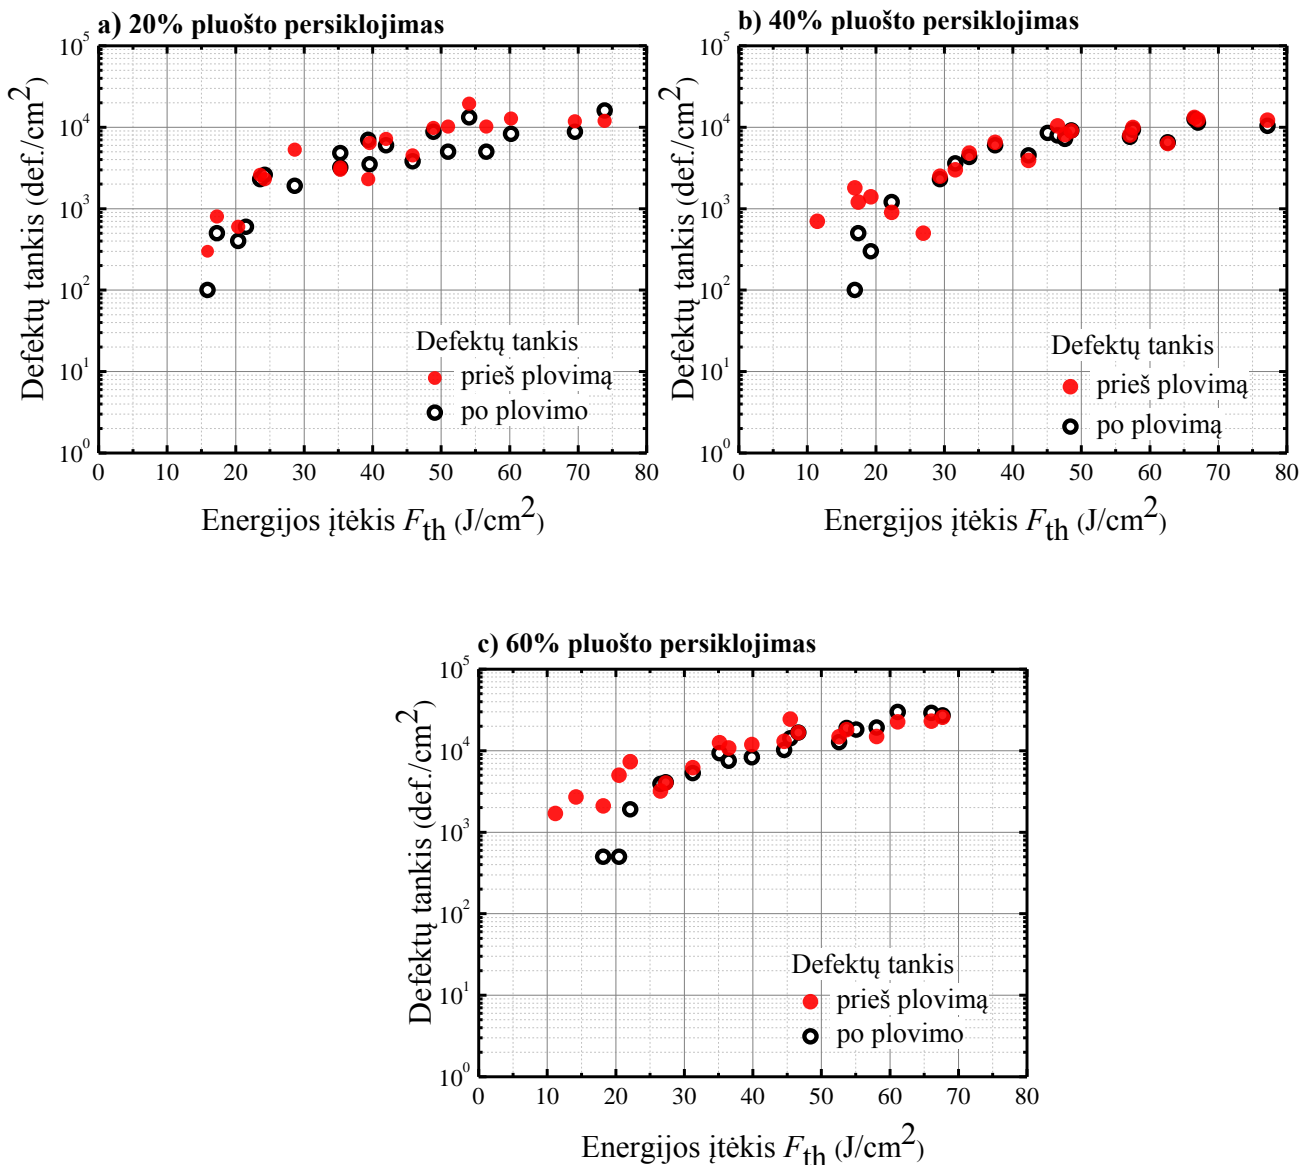 a) 20% pluošto persiklojimas
10^5
10^4
10^3
10^2
10^1
10^0
Defektų tankis (def./cm^2)
0 10 20 30 40 50 60 70 80
Energijos įtėkis F_th (J/cm^2)
Defektų tankis
prieš plovimą
po plovimo
b) 40% pluošto persiklojimas
10^5
10^4
10^3
10^2
10^1
10^0
Defektų tankis (def./cm^2)
0 10 20 30 40 50 60 70 80
Energijos įtėkis F_th (J/cm^2)
Defektų tankis
prieš plovimą
po plovimą
c) 60% pluošto persiklojimas
10^5
10^4
10^3
10^2
10^1
10^0
Defektų tankis (def./cm^2)
0 10 20 30 40 50 60 70 80
Energijos įtėkis F_th (J/cm^2)
Defektų tankis
prieš plovimą
po plovimo